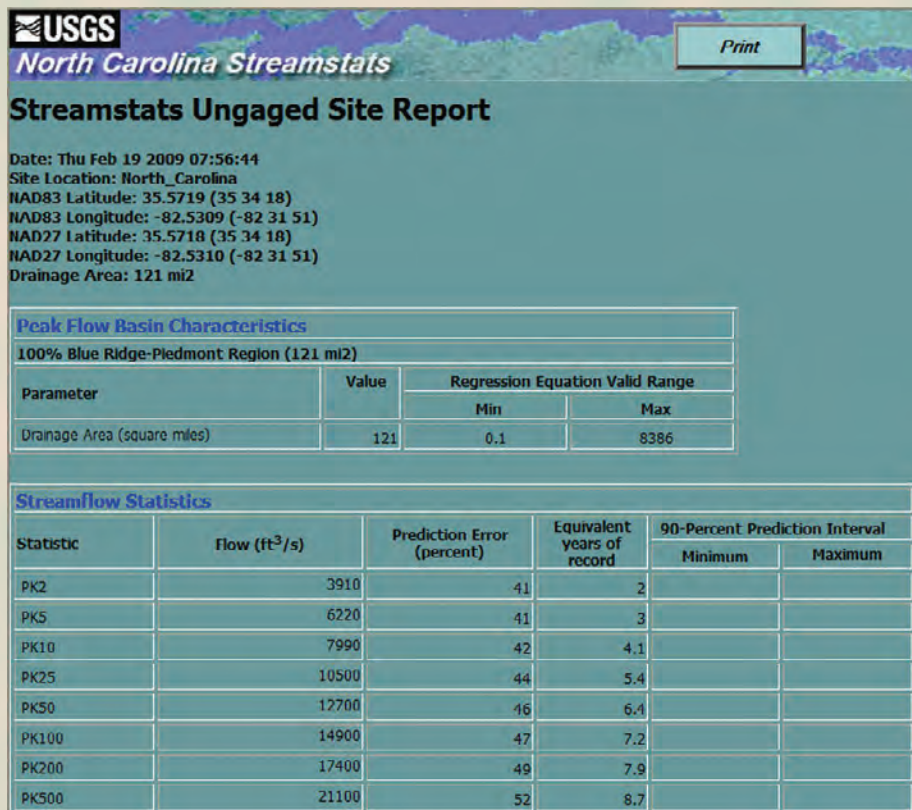 USGS
North Carolina Streamstats
Print
Streamstats Ungaged Site Report
Date: Thu Feb 19 2009 07:56:44
Site Location: North_Carolina
NAD83 Latitude: 35.5719 (35 34 18)
NAD83 Longitude: -82.5309 (-82 31 51)
NAD27 Latitude: 35.5718 (35 34 18)
NAD27 Longitude: -82.5310 (-82 31 51)
Drainage Area: 121 mi2
Peak Flow Basin Characteristics
100% Blue Ridge-Piedmont Region (121 mi2)
Parameter Value Regression Equation Valid Range
Min Max
Drainage Area (square miles) 121 0.1 8386
Streamflow Statistics
Statistic Flow (ft³/s) Prediction Error (percent) Equivalent years of record 90-Percent Prediction Interval
Minimum Maximum
PK2 3910 41 2
PK5 6220 41 3
PK10 7990 42 4.1
PK25 10500 44 5.4
PK50 12700 46 6.4
PK100 14900 47 7.2
PK200 17400 49 7.9
PK500 21100 52 8.7